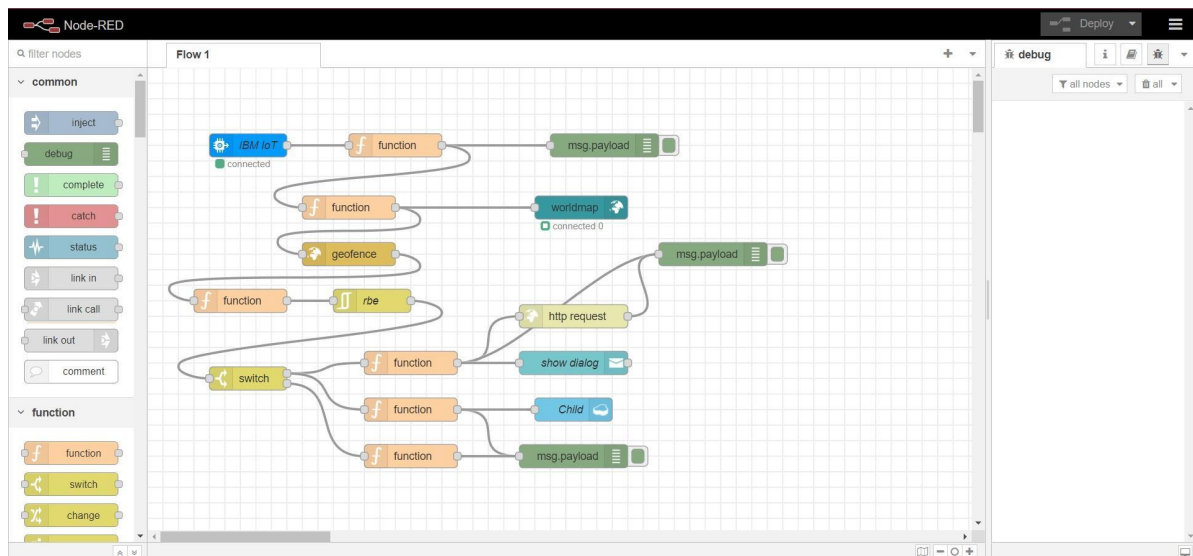 Node-RED
Deploy
filter nodes
Flow 1
debug
i
all nodes
all
common
inject
debug
complete
catch
status
link in
link call
link out
comment
function
function
switch
change
IBM IoT
connected
function
msg.payload
function
worldmap
connected 0
geofence
msg.payload
function
rbe
http request
function
show dialog
switch
function
Child
function
msg.payload